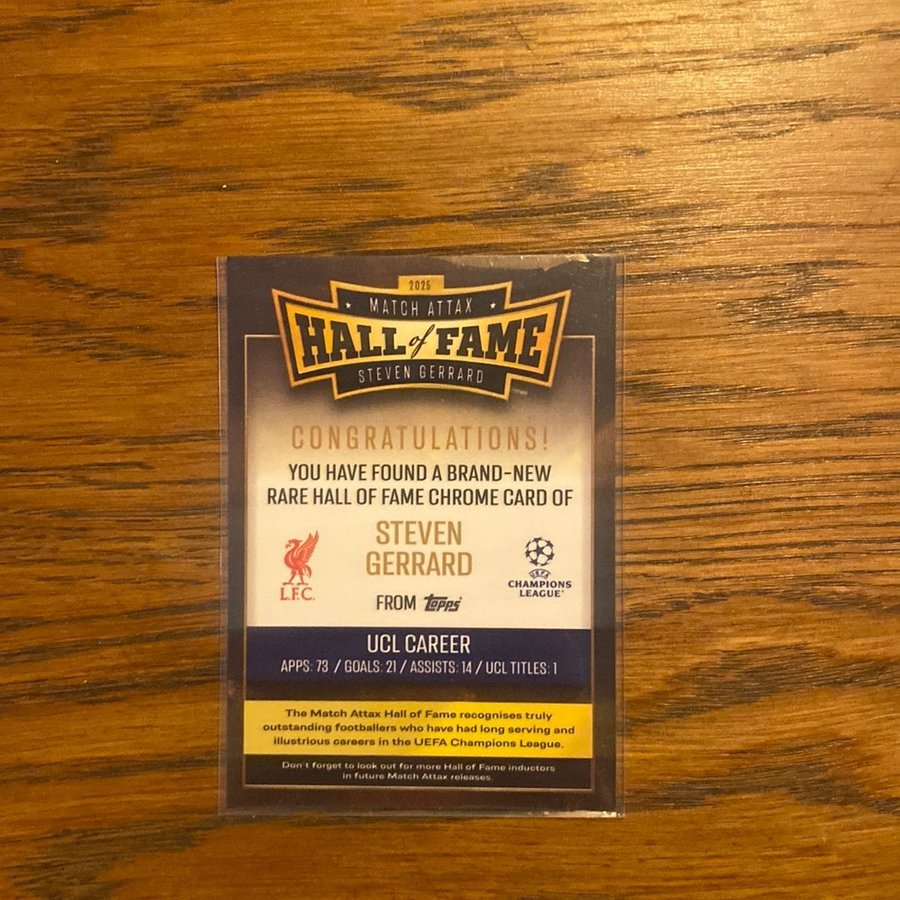 2025
MATCH ATTAX
HALL of FAME
STEVEN GERRARD
CONGRATULATIONS!
YOU HAVE FOUND A BRAND-NEW
RARE HALL OF FAME CHROME CARD OF
STEVEN
GERRARD
L.F.C.
UEFA
CHAMPIONS
LEAGUE
FROM Topps
UCL CAREER
APPS: 73 / GOALS: 21 / ASSISTS: 14 / UCL TITLES: 1
The Match Attax Hall of Fame recognises truly
outstanding footballers who have had long serving and
illustrious careers in the UEFA Champions League.
Don't forget to look out for more Hall of Fame inductors
in future Match Attax releases.